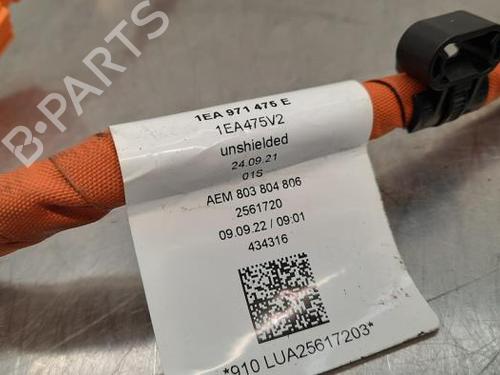 1EA 971 475 E
1EA475V2
unshielded
24.09.21
01S
AEM 803 804 806
2561720
09.09.22 / 09:01
434316
*910 LUA25617203*
B-PARTS